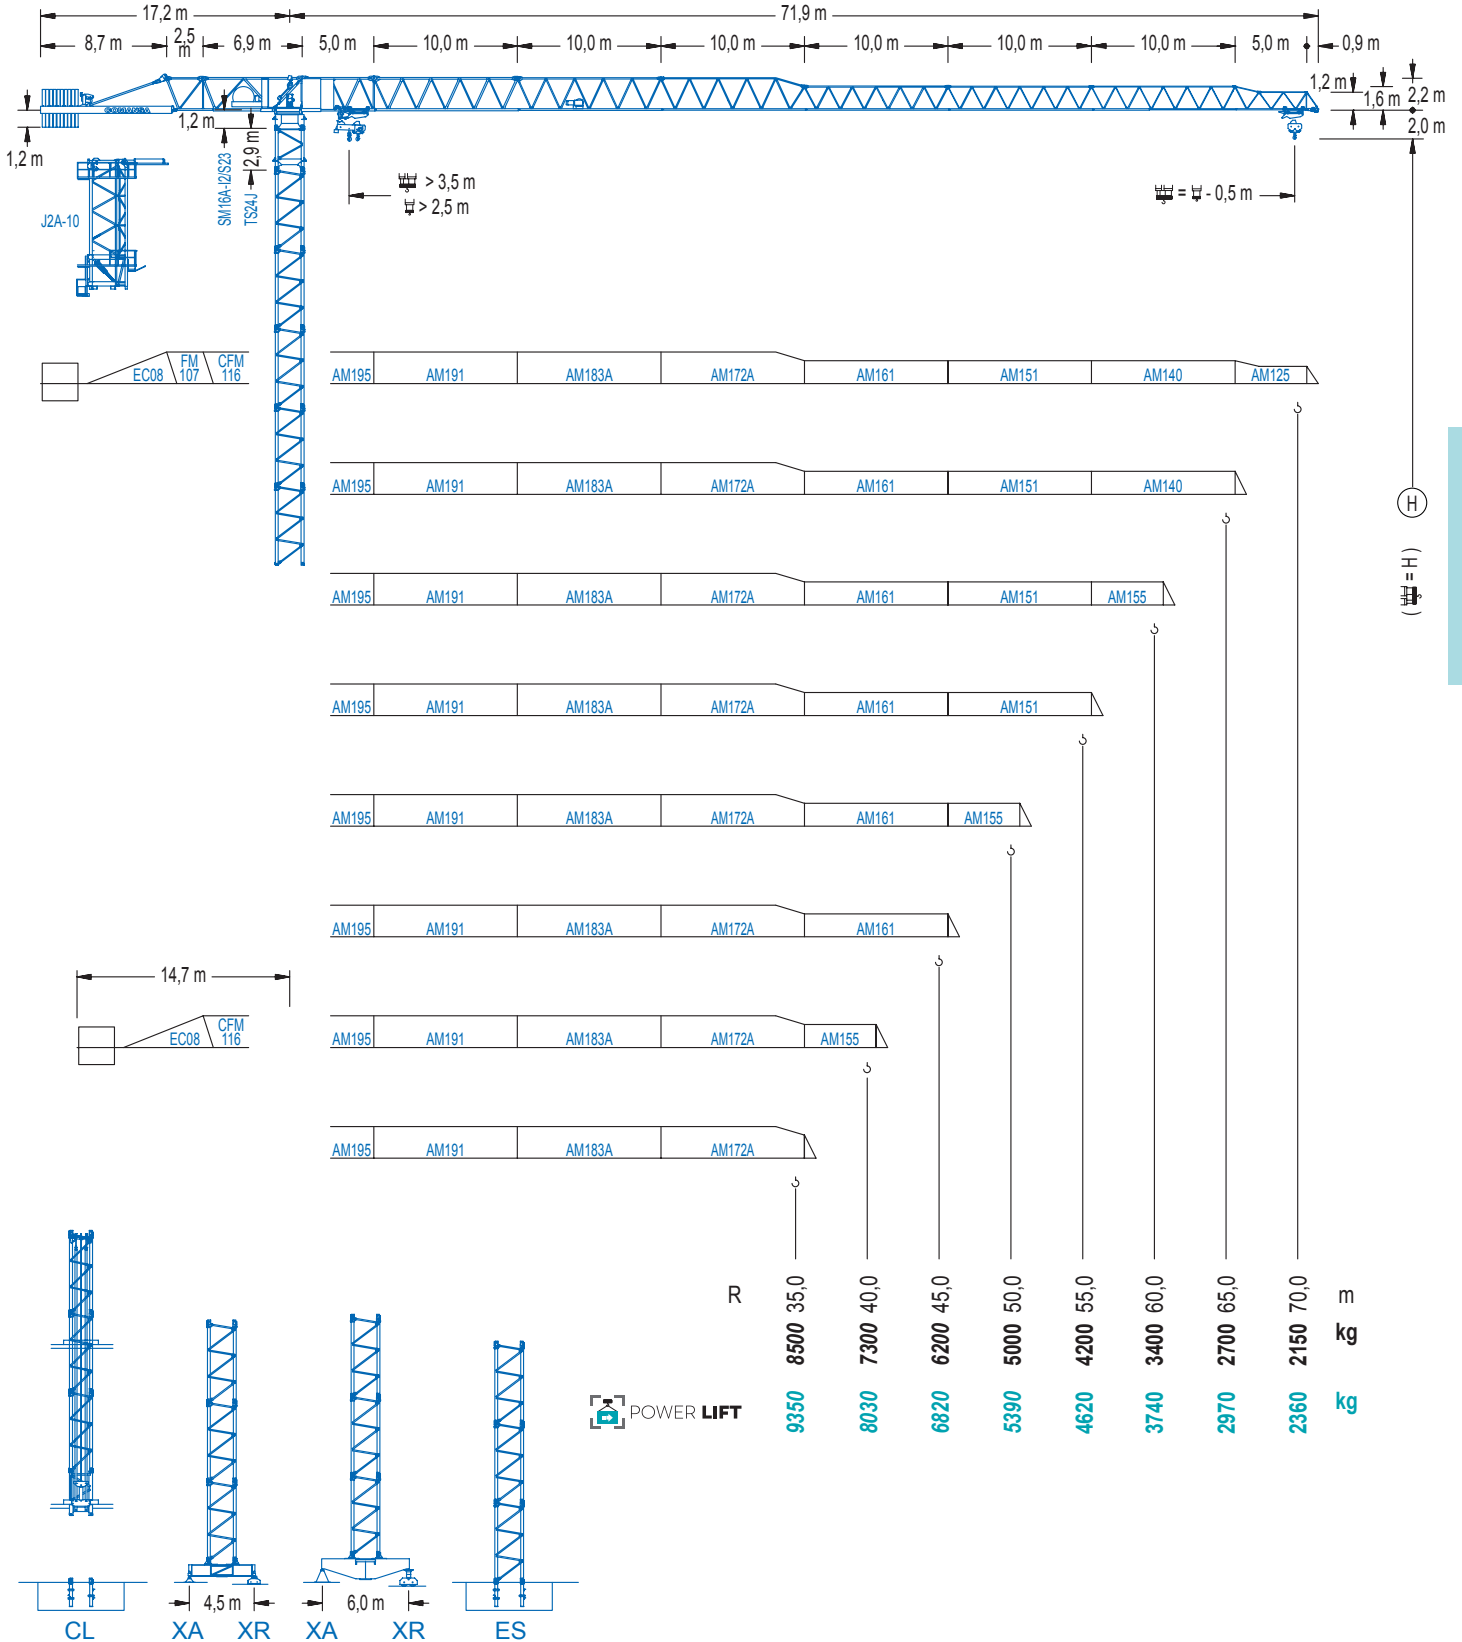 17,2 m
71,9 m
8,7 m
2,5 m
6,9 m
5,0 m
10,0 m
10,0 m
10,0 m
10,0 m
10,0 m
10,0 m
5,0 m
0,9 m
COMANSA
1,2 m
1,6 m
2,2 m
2,0 m
1,2 m
1,2 m
2,9 m
SM16A-I2/S23
TS24J
J2A-10
> 3,5 m
> 2,5 m
= - 0,5 m
EC08
FM 107
CFM 116
AM195 AM191 AM183A AM172A AM161 AM151 AM140 AM125
AM195 AM191 AM183A AM172A AM161 AM151 AM140
H
( H = )
AM195 AM191 AM183A AM172A AM161 AM151 AM155
AM195 AM191 AM183A AM172A AM161 AM151
AM195 AM191 AM183A AM172A AM161 AM155
AM195 AM191 AM183A AM172A AM161
14,7 m
EC08
CFM 116
AM195 AM191 AM183A AM172A AM155
AM195 AM191 AM183A AM172A
R 35,0 40,0 45,0 50,0 55,0 60,0 65,0 70,0 m
8500 7300 6200 5000 4200 3400 2700 2150 kg
POWER LIFT 9350 8030 6820 5390 4620 3740 2970 2360 kg
4,5 m
6,0 m
CL XA XR XA XR ES